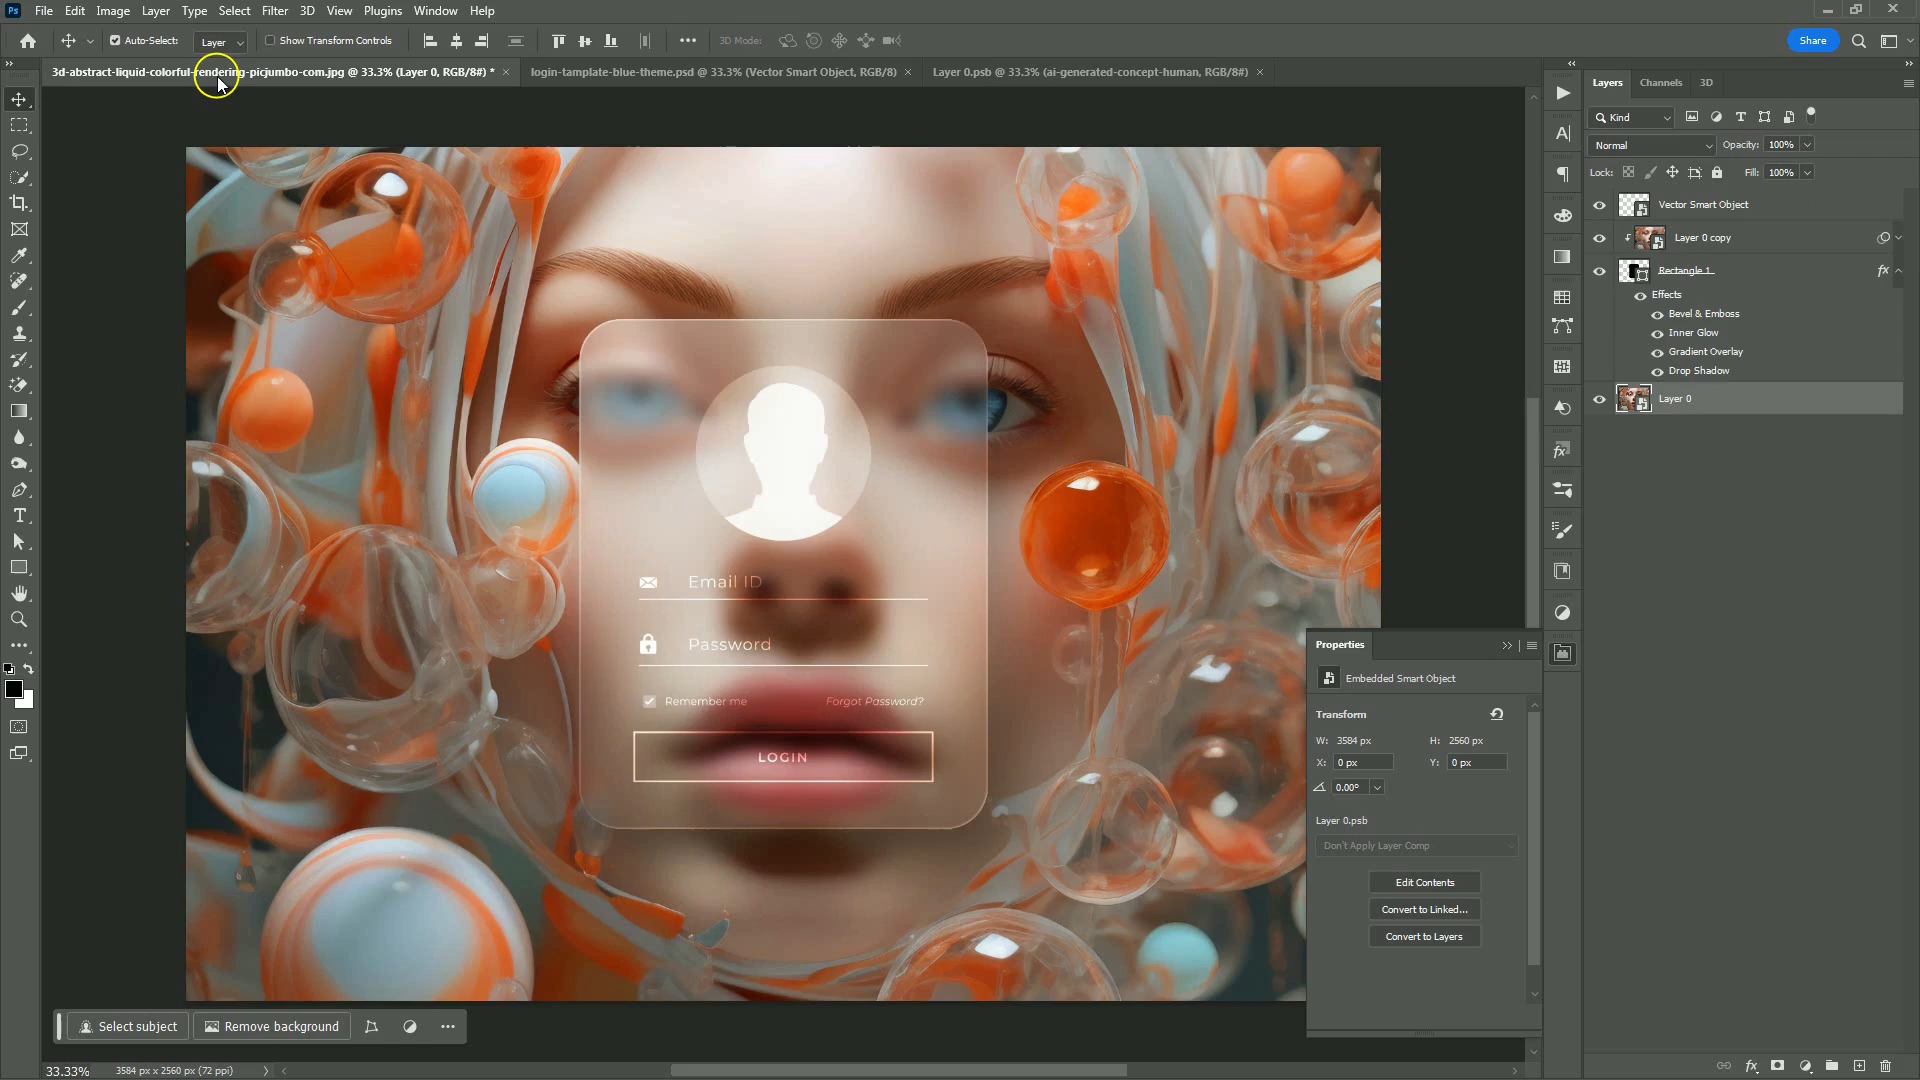 Ps File Edit Image Layer Type Select Filter 3D View Plugins Window Help
Auto-Select: Layer Show Transform Controls 3D Mode: Share
3d-abstract-liquid-colorful-rendering-picjumbo-com.jpg @ 33.3% (Layer 0, RGB/8#) * login-tamplate-blue-theme.psd @ 33.3% (Vector Smart Object, RGB/8) Layer 0.psb @ 33.3% (ai-generated-concept-human, RGB/8#)
Layers Channels 3D
Kind
Normal Opacity: 100%
Lock: Fill: 100%
Vector Smart Object
Layer 0 copy
Rectangle 1 fx
Effects
Bevel & Emboss
Inner Glow
Gradient Overlay
Drop Shadow
Layer 0
Email ID
Password
Remember me Forgot Password?
LOGIN
Properties
Embedded Smart Object
Transform
W: 3584 px H: 2560 px
X: 0 px Y: 0 px
0.00°
Layer 0.psb
Don't Apply Layer Comp
Edit Contents
Convert to Linked...
Convert to Layers
Select subject Remove background
33.33% 3584 px x 2560 px (72 ppi)
fx